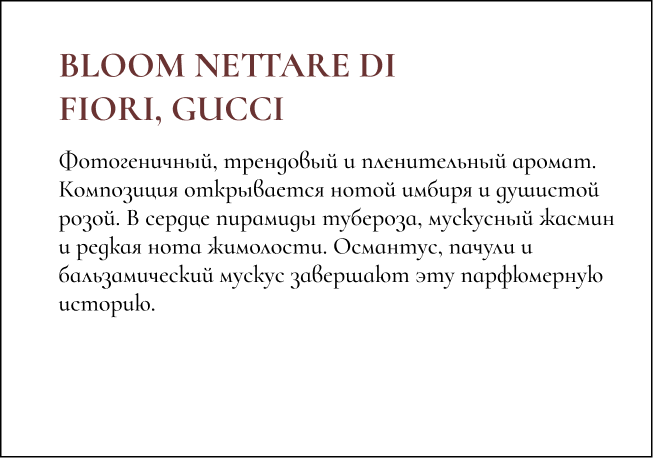 BLOOM NETTARE DI
FIORI, GUCCI
Фотогеничный, трендовый и пленительный аромат.
Композиция открывается нотой имбиря и душистой
розой. В сердце пирамиды тубероза, мускусный жасмин
и редкая нота жимолости. Османтус, пачули и
бальзамический мускус завершают эту парфюмерную
историю.